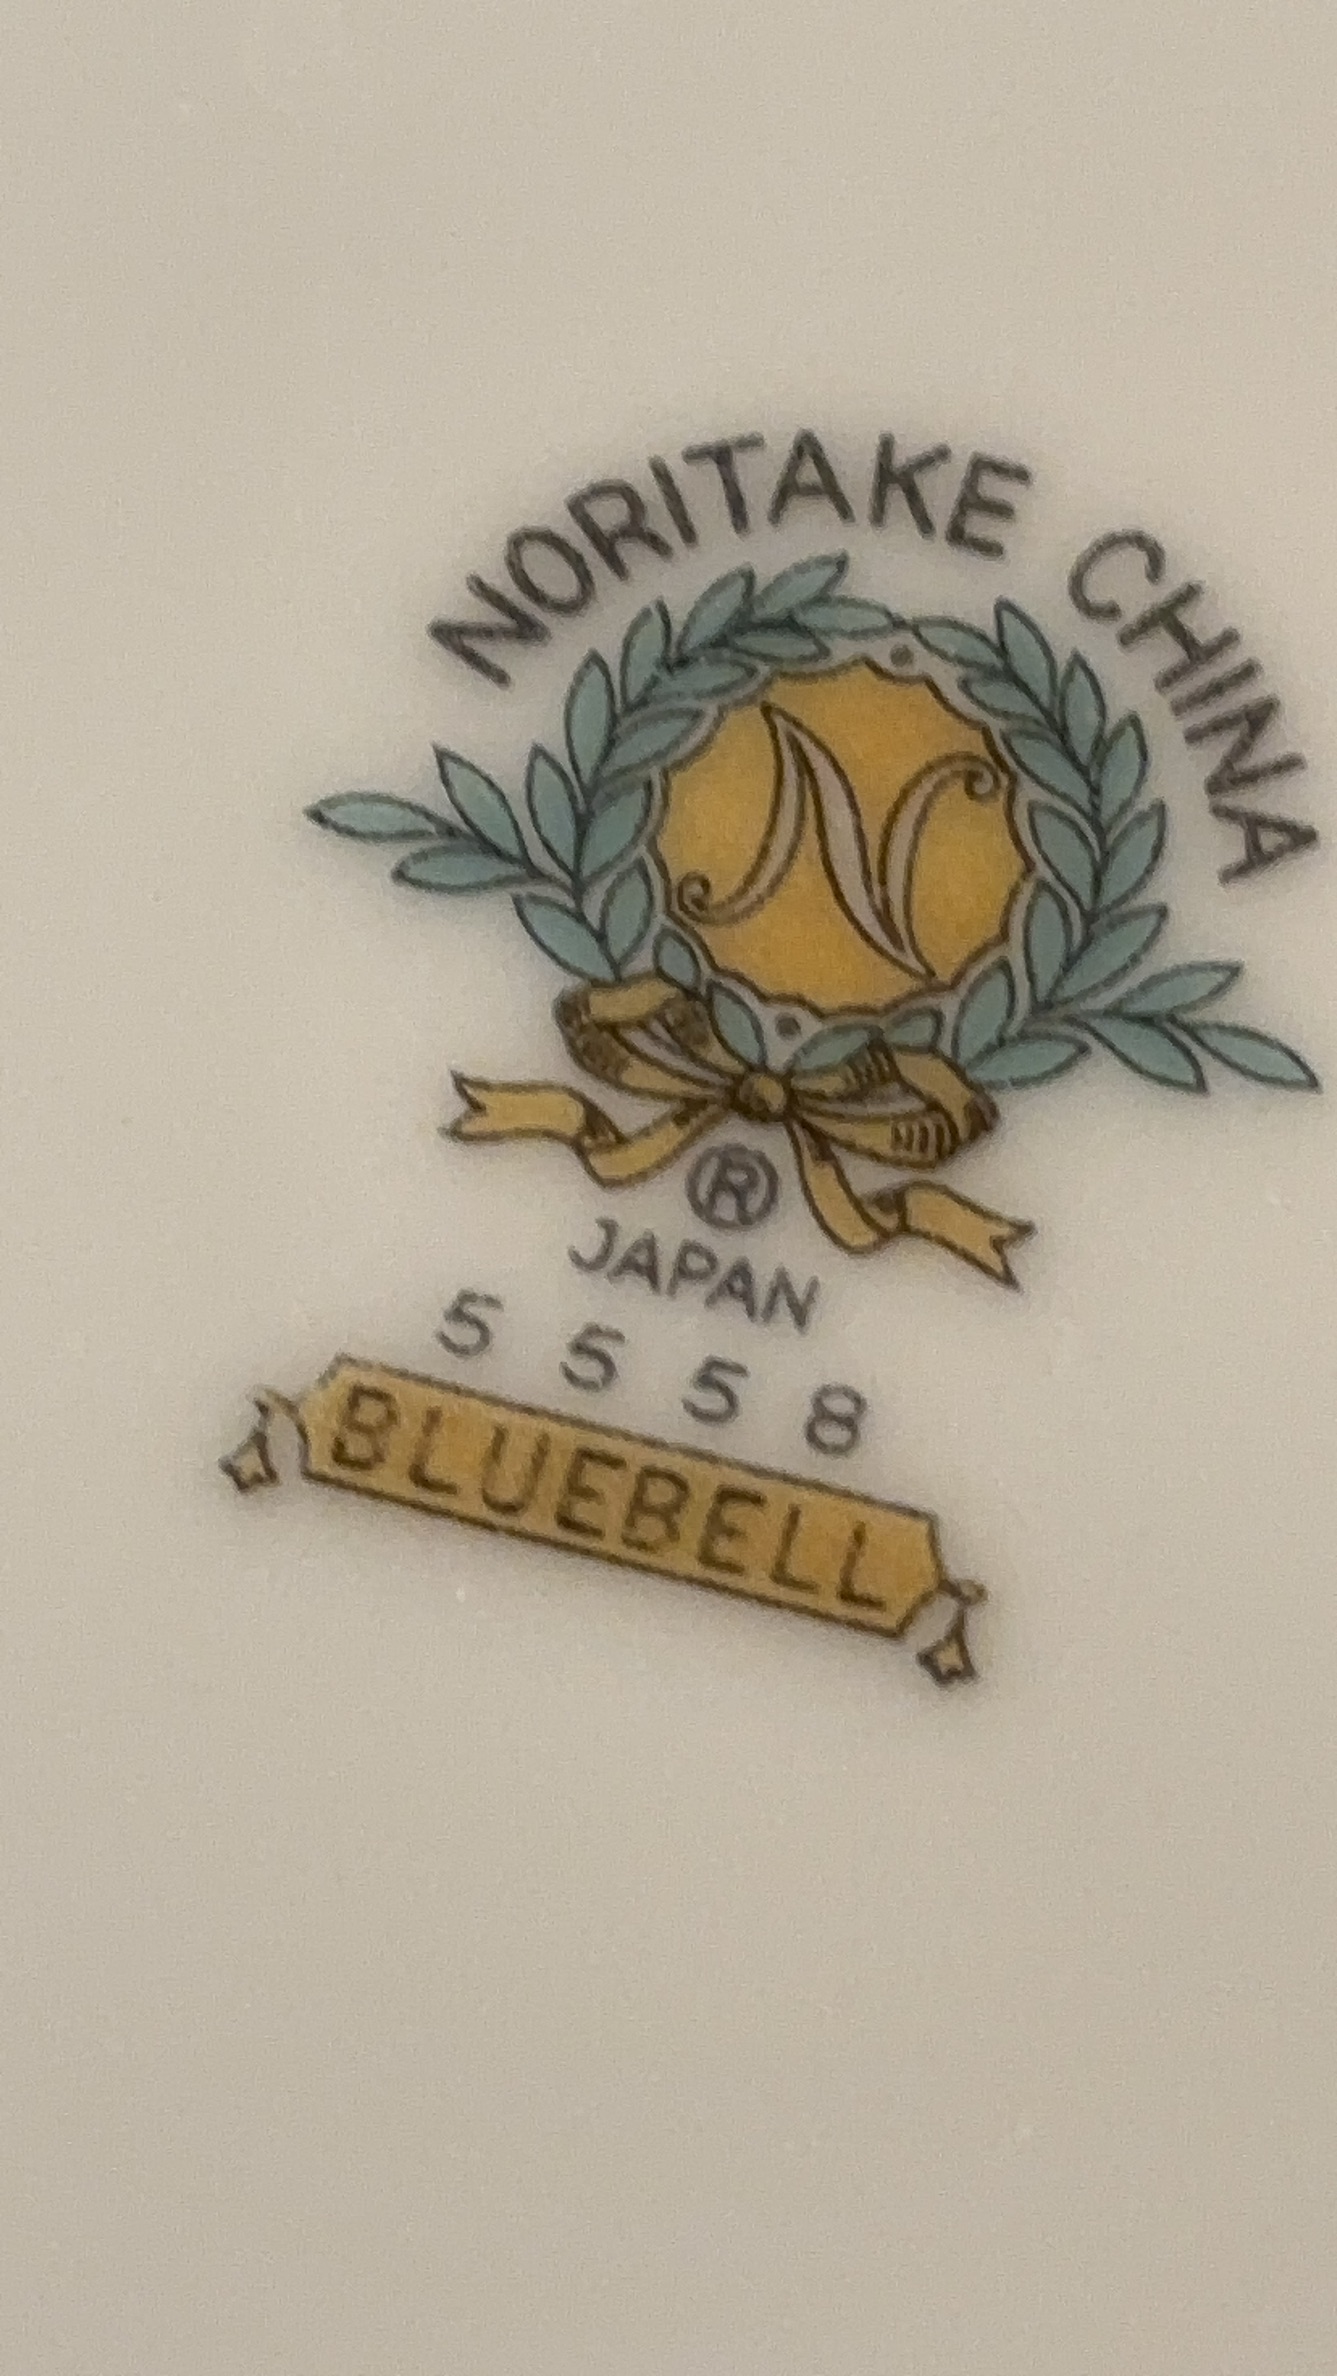 NORITAKE CHINA
N
®
JAPAN
5558
BLUEBELL